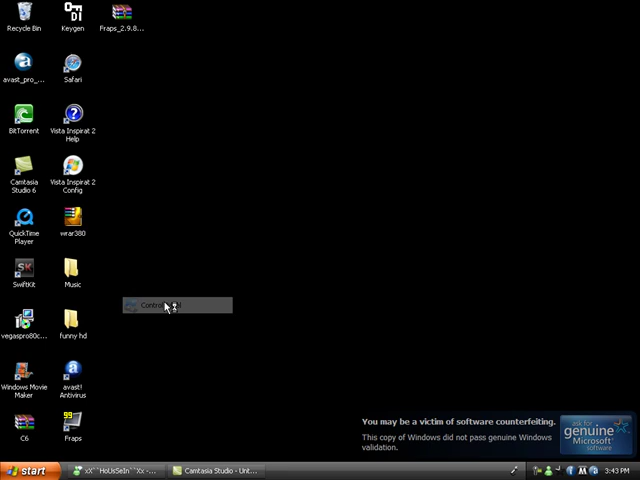 Recycle Bin
Keygen
Fraps_2.9.8...
avast_pro_...
Safari
BitTorrent
Vista Inspirat 2
Help
Camtasia
Studio 6
Vista Inspirat 2
Config
QuickTime
Player
wrar380
SwiftKit
Music
vegaspro80c...
funny hd
Windows Movie
Maker
avast!
Antivirus
C6
99
Fraps
You may be a victim of software counterfeiting.
This copy of Windows did not pass genuine Windows
validation.
ask for
genuine
Microsoft
software
start
xX``HoUsSeIn``Xx - ...
Camtasia Studio - Unt...
3:43 PM